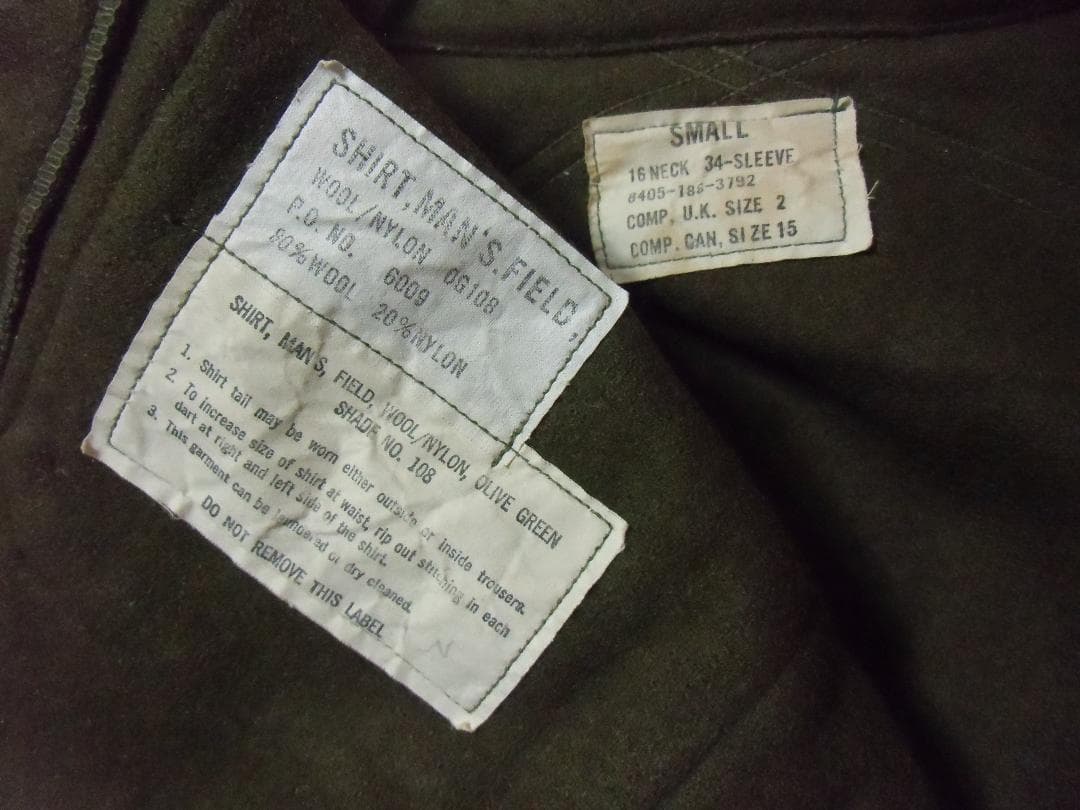 SHIRT, MAN'S. FIELD,
WOOL/NYLON OG108
P.O. NO. 6009
80%WOOL 20%NYLON
SHIRT, MAN'S, FIELD, WOOL/NYLON, OLIVE GREEN
SHADE NO. 108
1. Shirt tail may be worn either outside or inside trousers.
2. To increase size of shirt at waist, rip out stitching in each
dart at right and left side of the shirt.
3. This garment can be laundered or dry cleaned.
DO NOT REMOVE THIS LABEL
SMALL
16 NECK 34-SLEEVE
8405-188-3792
COMP. U.K. SIZE 2
COMP. CAN, SIZE 15